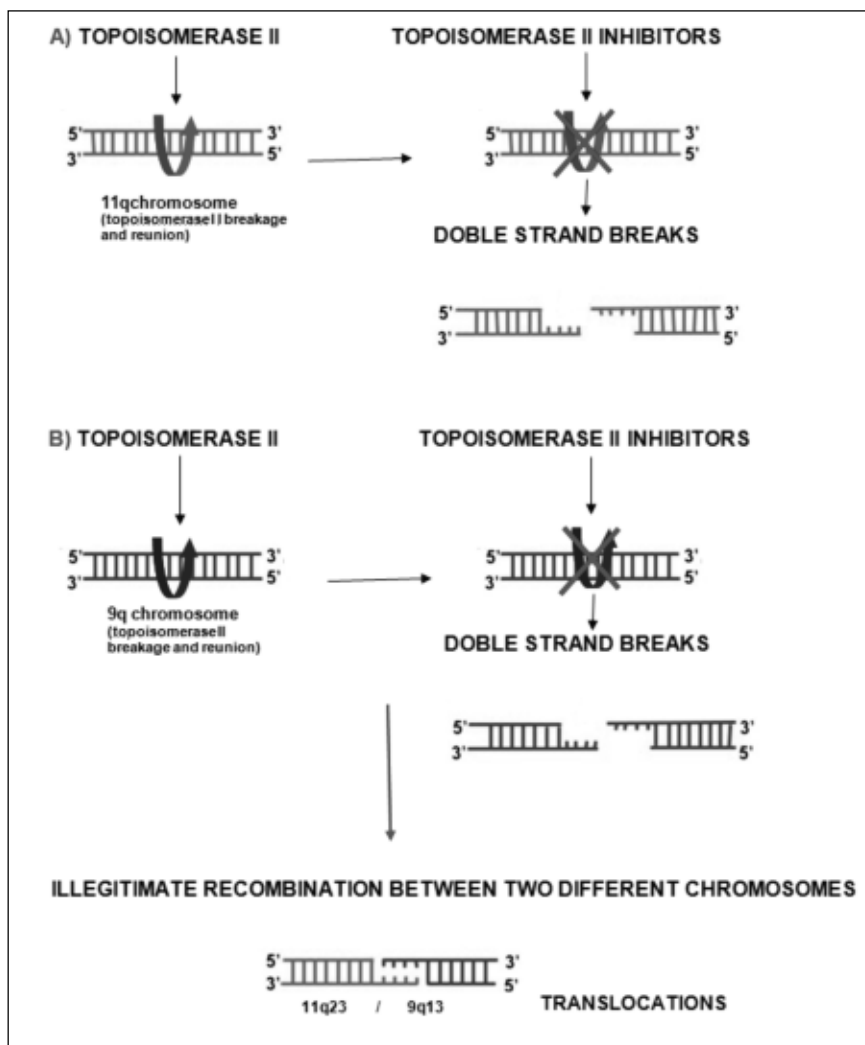 A) TOPOISOMERASE II
TOPOISOMERASE II INHIBITORS
5' 3'
3' 5'
5' 3'
3' 5'
11qchromosome
(topoisomeraseII breakage
and reunion)
DOBLE STRAND BREAKS
5' 3'
3' 5'
B) TOPOISOMERASE II
TOPOISOMERASE II INHIBITORS
5' 3'
3' 5'
5' 3'
3' 5'
9q chromosome
(topoisomeraseII
breakage and reunion)
DOBLE STRAND BREAKS
5' 3'
3' 5'
ILLEGITIMATE RECOMBINATION BETWEEN TWO DIFFERENT CHROMOSOMES
5' 3'
3' 5'
11q23 / 9q13
TRANSLOCATIONS